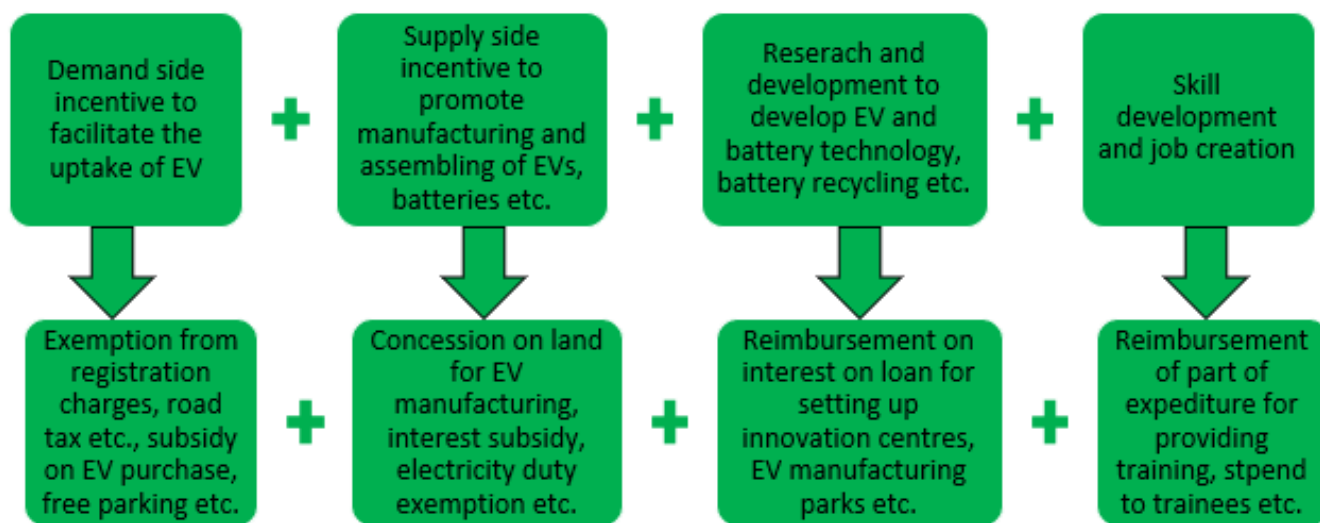 Demand side
incentive to
facilitate the
uptake of EV
Supply side
incentive to
promote
manufacturing and
assembling of EVs,
batteries etc.
Reserach and
development to
develop EV and
battery technology,
battery recycling etc.
Skill
development
and job creation
Exemption from
registration
charges, road
tax etc., subsidy
on EV purchase,
free parking etc.
Concession on land
for EV
manufacturing,
interest subsidy,
electricity duty
exemption etc.
Reimbursement on
interest on loan for
setting up
innovation centres,
EV manufacturing
parks etc.
Reimbursement
of part of
expediture for
providing
training, stpend
to trainees etc.